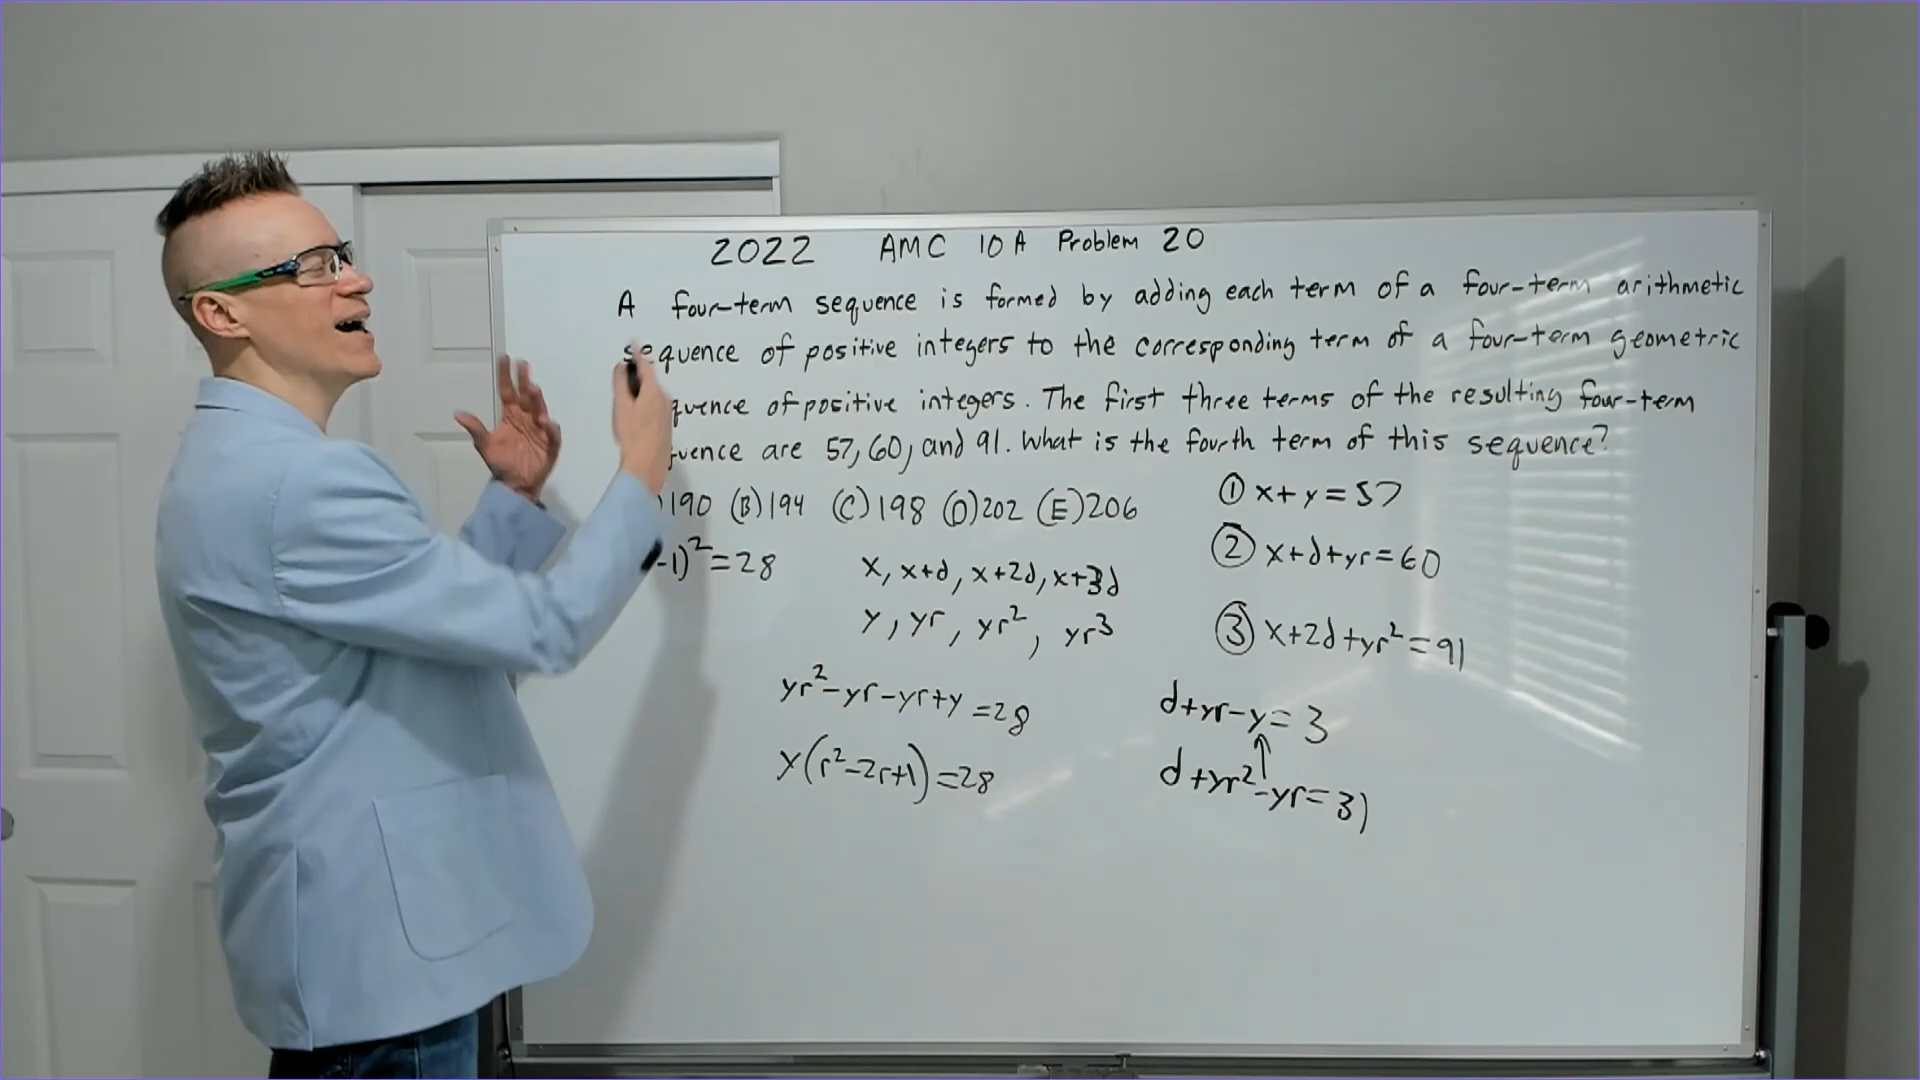 2022 AMC 10A Problem 20
A four-term sequence is formed by adding each term of a four-term arithmetic
sequence of positive integers to the corresponding term of a four-term geometric
quence of positive integers. The first three terms of the resulting four-term
uence are 57, 60, and 91. What is the fourth term of this sequence?
)190 (B)194 (C)198 (D)202 (E)206
① x+y=57
-1)²=28
x, x+d, x+2d, x+3d
② x+d+yr=60
y, yr, yr², yr³
③ x+2d+yr²=91
yr²-yr-yr+y=28
d+yr-y=3
y(r²-2r+1)=28
d+yr²-yr=31